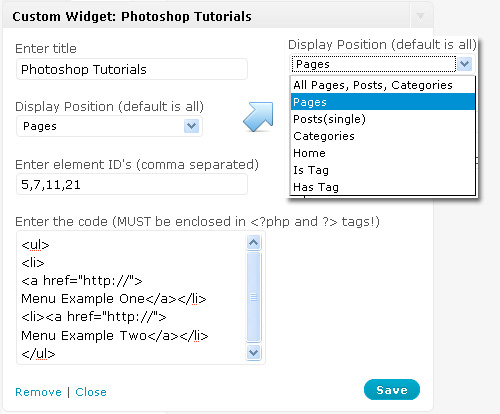 Custom Widget: Photoshop Tutorials
Enter title
Photoshop Tutorials
Display Position (default is all)
Pages
Enter element ID's (comma separated)
5,7,11,21
Enter the code (MUST be enclosed in <?php and ?> tags!)
<ul>
<li>
<a href="http://">
Menu Example One</a></li>
<li><a href="http://">
Menu Example Two</a></li>
</ul>
Remove | Close
Save
Display Position (default is all)
Pages
All Pages, Posts, Categories
Pages
Posts(single)
Categories
Home
Is Tag
Has Tag